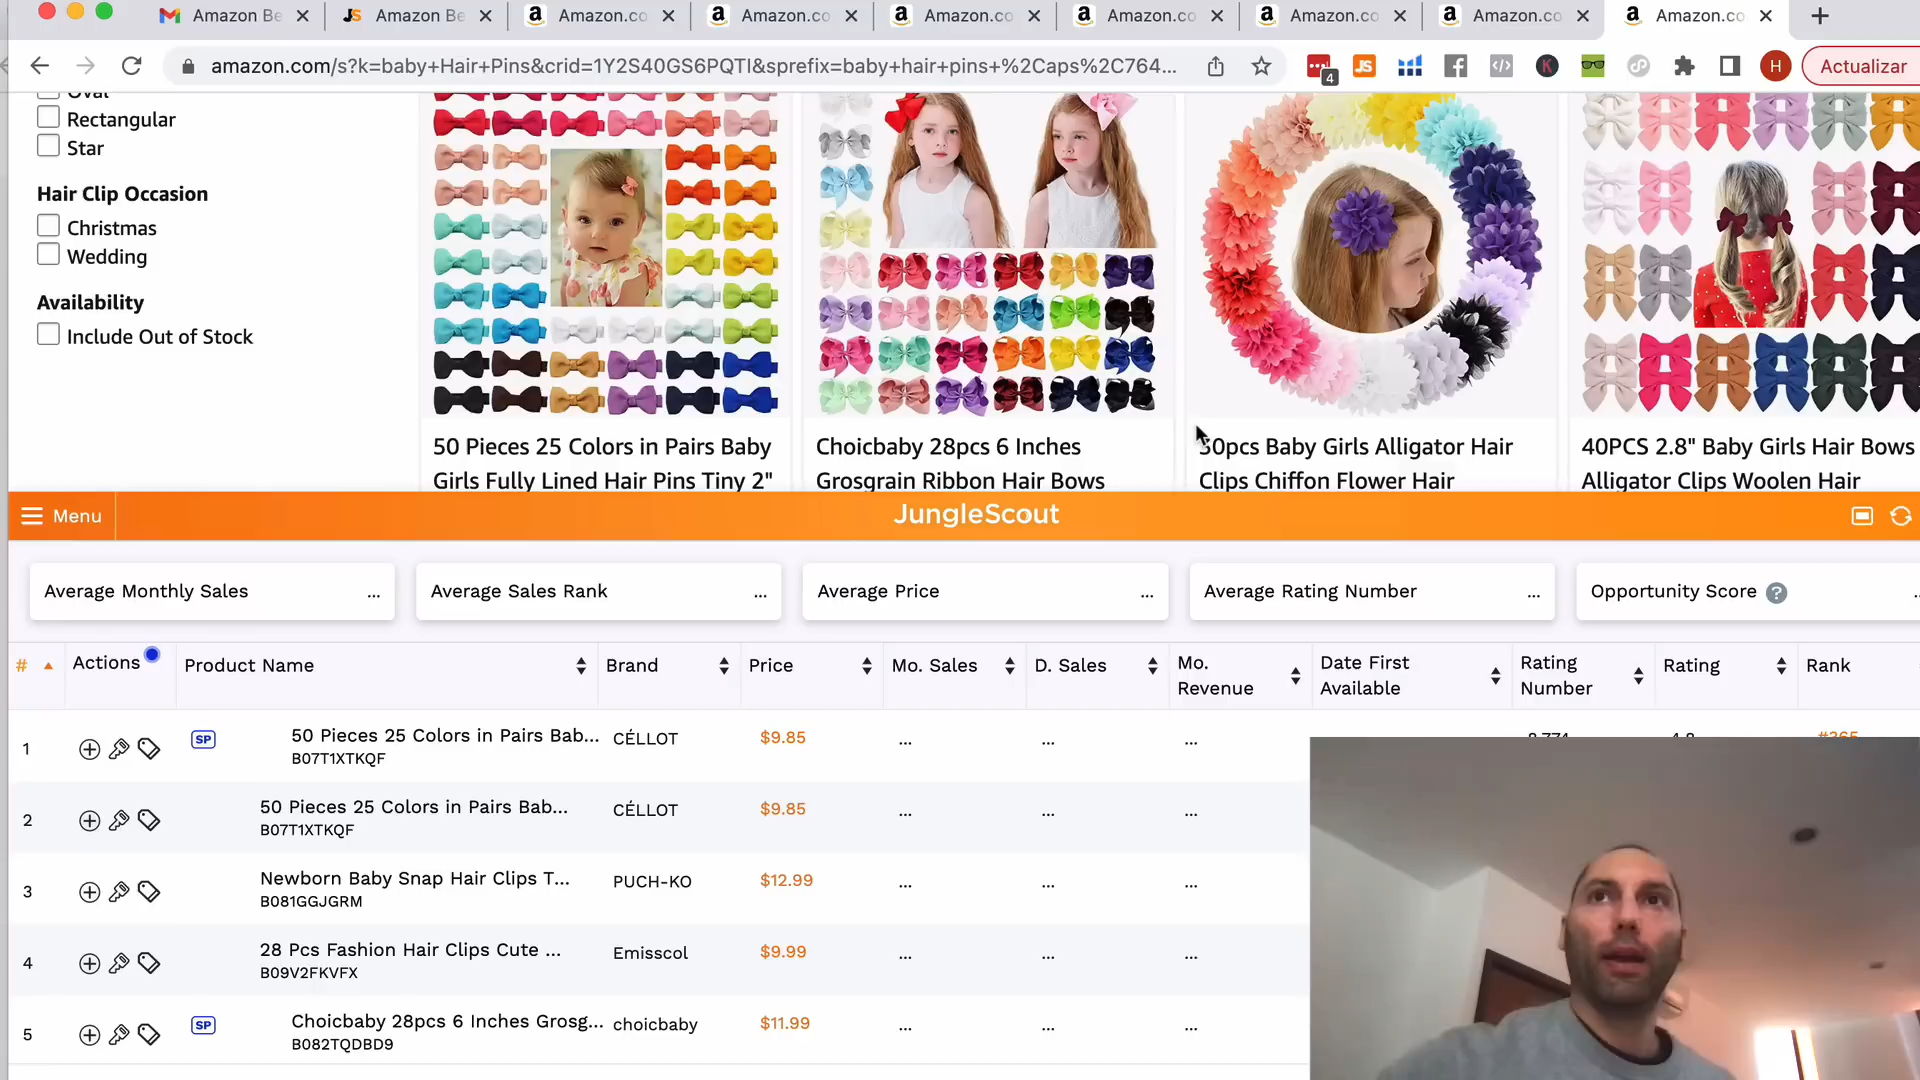 Amazon Be
Amazon Be
Amazon.co
Amazon.co
Amazon.co
Amazon.co
Amazon.co
Amazon.co
Amazon.co
amazon.com/s?k=baby+Hair+Pins&crid=1Y2S40GS6PQTI&sprefix=baby+hair+pins+%2Caps%2C764...
4
JS
K
H
Actualizar
Oval
Rectangular
Star
Hair Clip Occasion
Christmas
Wedding
Availability
Include Out of Stock
50 Pieces 25 Colors in Pairs Baby
Girls Fully Lined Hair Pins Tiny 2"
Choicbaby 28pcs 6 Inches
Grosgrain Ribbon Hair Bows
30pcs Baby Girls Alligator Hair
Clips Chiffon Flower Hair
40PCS 2.8" Baby Girls Hair Bows
Alligator Clips Woolen Hair
Menu
JungleScout
Average Monthly Sales ...
Average Sales Rank ...
Average Price ...
Average Rating Number ...
Opportunity Score ?
# Actions Product Name Brand Price Mo. Sales D. Sales Mo. Revenue Date First Available Rating Number Rating Rank
1 SP 50 Pieces 25 Colors in Pairs Bab... CÉLLOT $9.85 ... ... ...
B07T1XTKQF
2 50 Pieces 25 Colors in Pairs Bab... CÉLLOT $9.85 ... ... ...
B07T1XTKQF
3 Newborn Baby Snap Hair Clips T... PUCH-KO $12.99 ... ... ...
B081GGJGRM
4 28 Pcs Fashion Hair Clips Cute ... Emisscol $9.99 ... ... ...
B09V2FKVFX
5 SP Choicbaby 28pcs 6 Inches Grosg... choicbaby $11.99 ... ... ...
B082TQDBD9